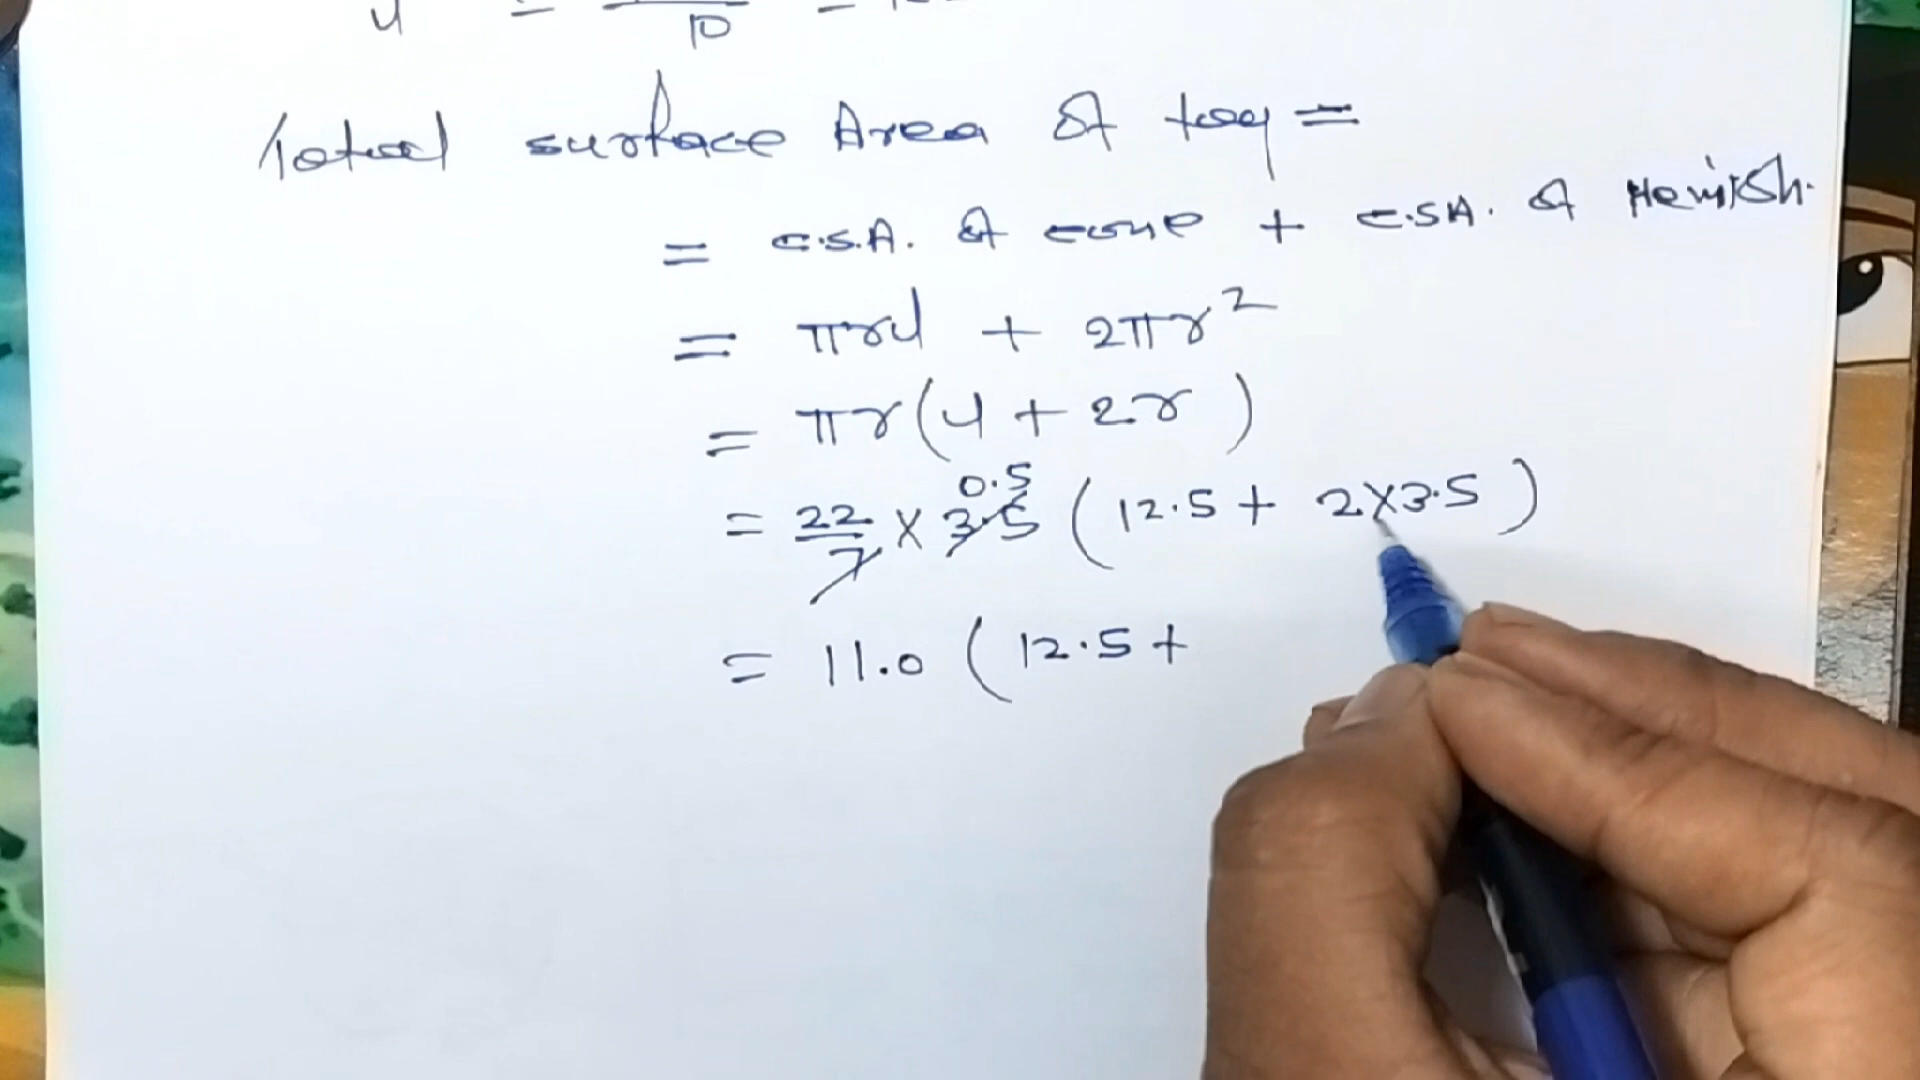 l = 10 =
Total surface Area of toy =
= C.S.A. of cone + C.S.A. of Hemisph.
= πrl + 2πr²
= πr(l + 2r)
0.5
= 22/7 × 3.5 (12.5 + 2×3.5)
= 11.0 (12.5 +